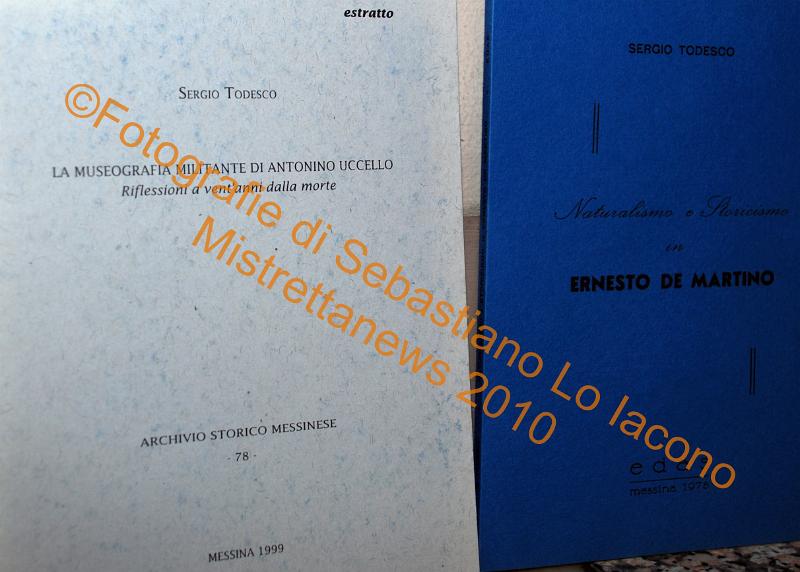 estratto
SERGIO TODESCO
LA MUSEOGRAFIA MILITANTE DI ANTONINO UCCELLO
Riflessioni a vent'anni dalla morte
ARCHIVIO STORICO MESSINESE
- 78 -
MESSINA 1999
SERGIO TODESCO
Naturalismo e Storicismo
in
ERNESTO DE MARTINO
messina
©Fotografie di Sebastiano Lo Iacono
Mistrettanews 2010